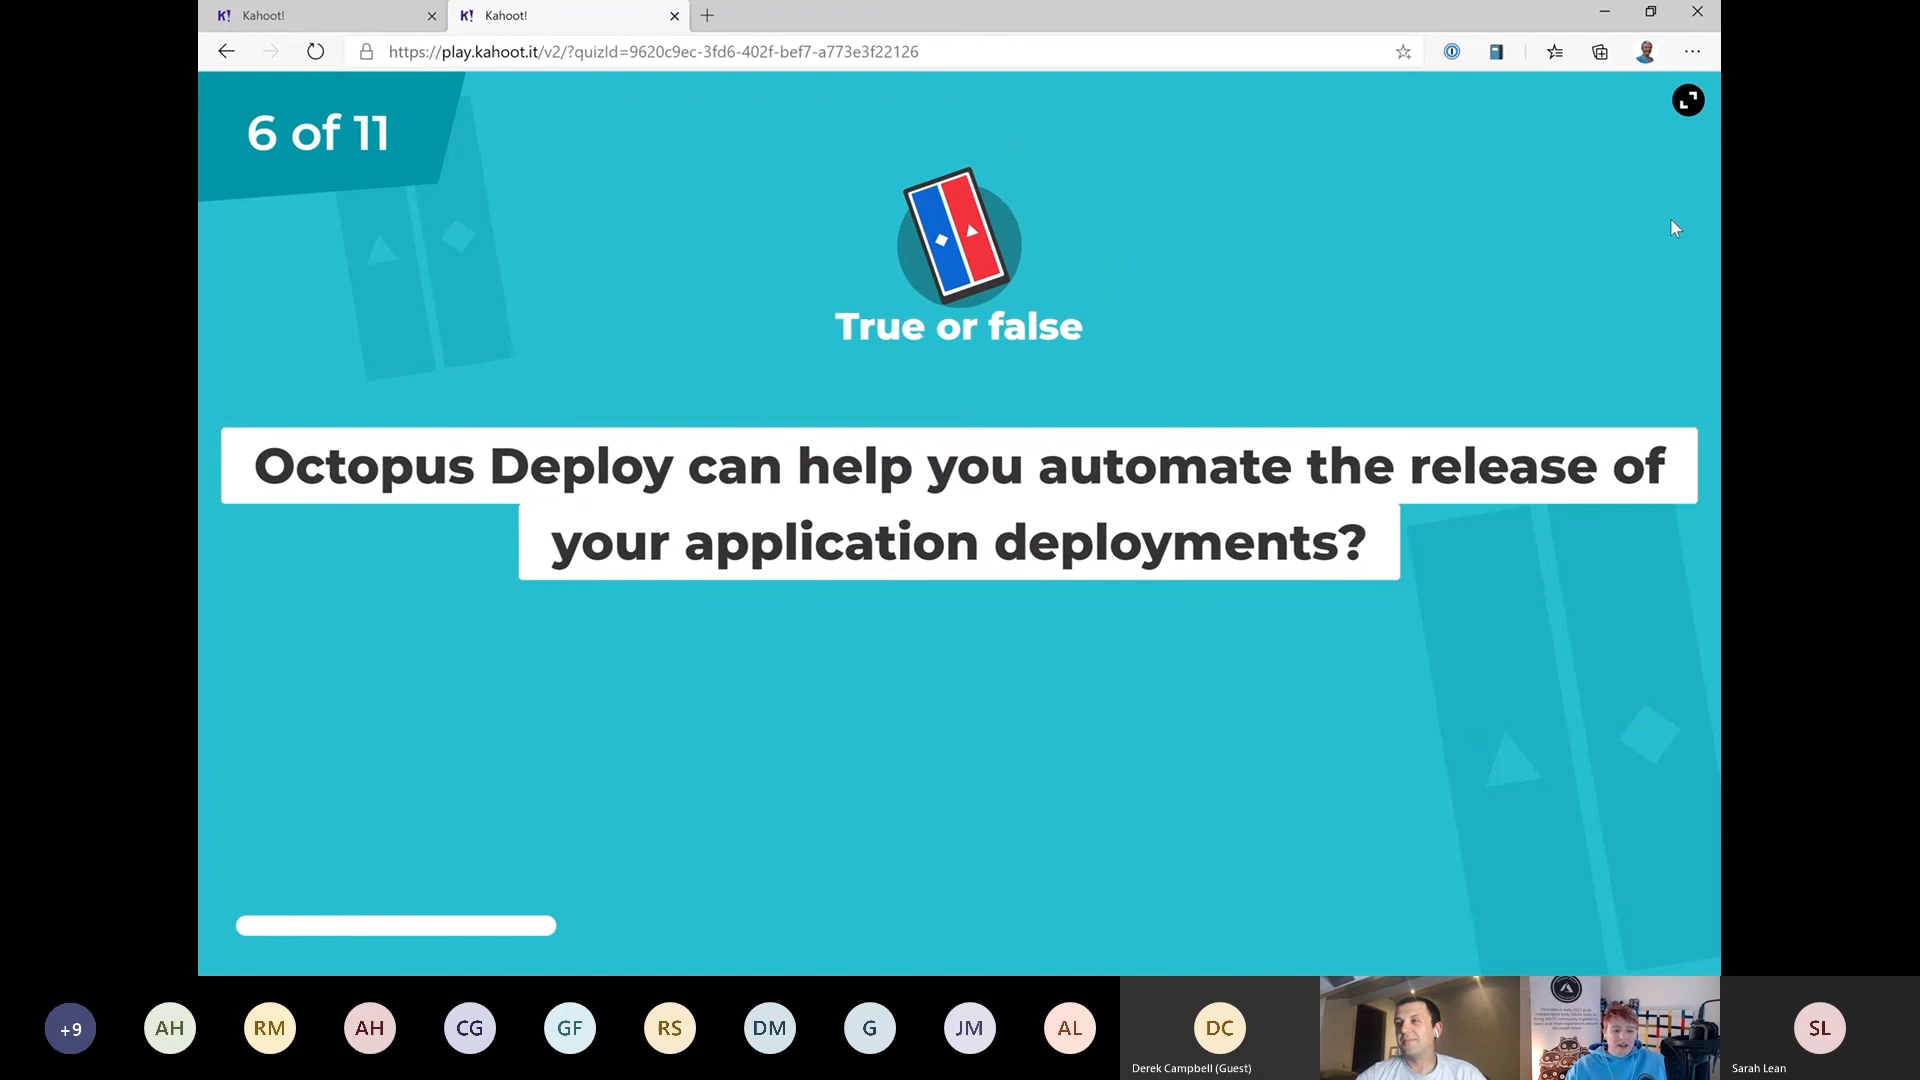 K! Kahoot!
K! Kahoot!
https://play.kahoot.it/v2/?quizId=9620c9ec-3fd6-402f-bef7-a773e3f22126
6 of 11
True or false
Octopus Deploy can help you automate the release of
your application deployments?
+9
AH
RM
AH
CG
GF
RS
DM
G
JM
AL
DC
Derek Campbell (Guest)
SL
Sarah Lean